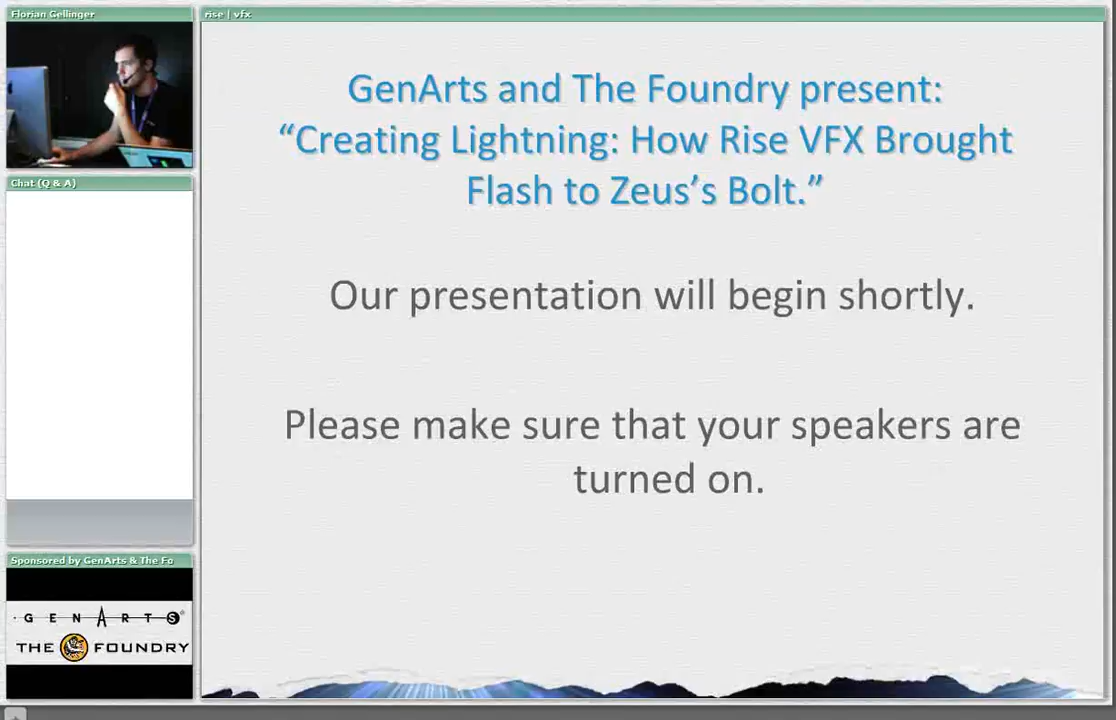 Florian Gellinger
rise | vfx
GenArts and The Foundry present:
“Creating Lightning: How Rise VFX Brought
Flash to Zeus’s Bolt.”
Chat (Q & A)
Our presentation will begin shortly.
Please make sure that your speakers are
turned on.
Sponsored by GenArts & The Fo
GENARTS®
THE FOUNDRY